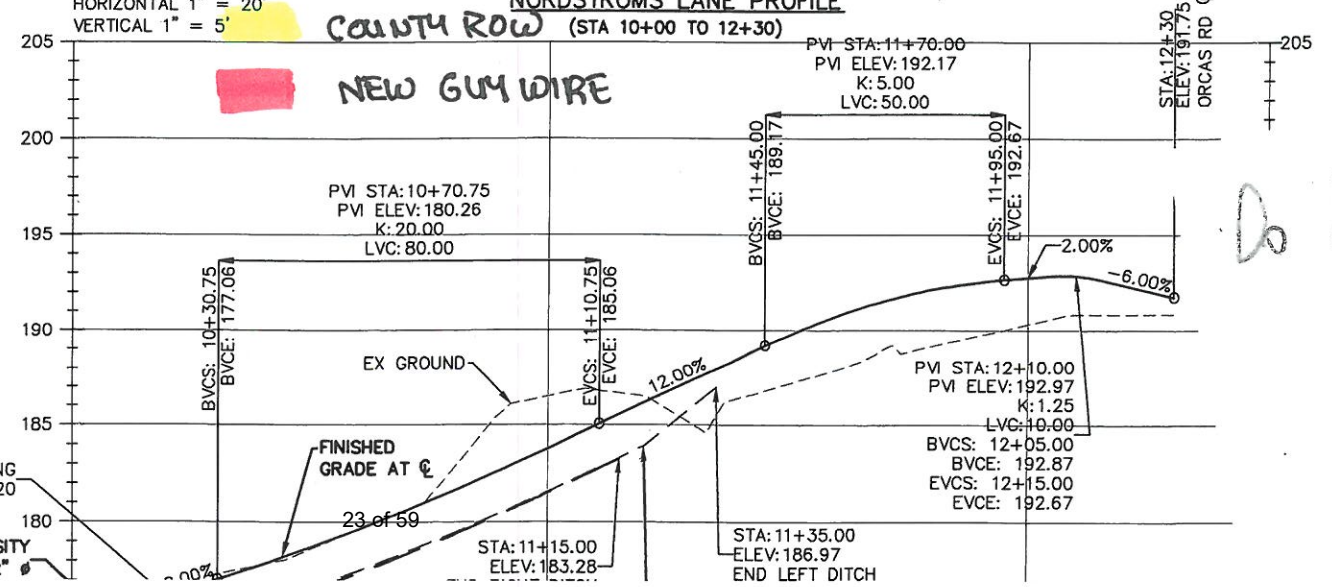 HORIZONTAL 1" = 20'
VERTICAL 1" = 5'
NORDSTROMS LANE PROFILE
(STA 10+00 TO 12+30)
COUNTY ROW
NEW GUY WIRE
205
205
200
195
190
185
180
PVI STA:10+70.75
PVI ELEV:180.26
K:20.00
LVC:80.00
BVCS: 10+30.75
BVCE: 177.06
EVCS: 11+10.75
EVCE: 185.06
PVI STA:11+70.00
PVI ELEV:192.17
K:5.00
LVC:50.00
BVCS: 11+45.00
BVCE: 189.17
EVCS: 11+95.00
EVCE: 192.67
STA:12+30
ELEV:191.75
ORCAS RD
2.00%
-6.00%
12.00%
EX GROUND
FINISHED
GRADE AT ℄
PVI STA:12+10.00
PVI ELEV:192.97
K:1.25
LVC:10.00
BVCS: 12+05.00
BVCE: 192.87
EVCS: 12+15.00
EVCE: 192.67
23 of 59
STA:11+15.00
ELEV:183.28
STA:11+35.00
ELEV:186.97
END LEFT DITCH
Do